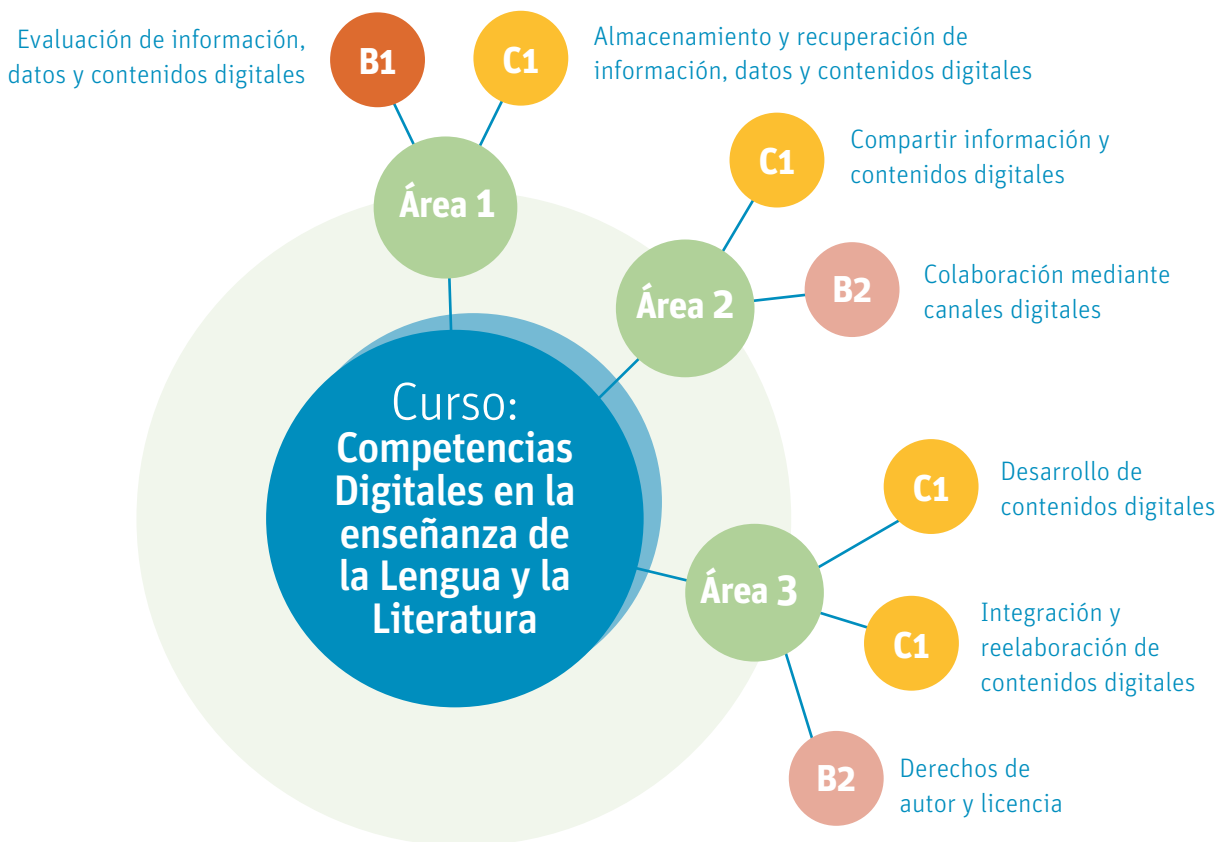 Evaluación de información,
datos y contenidos digitales
B1
C1
Almacenamiento y recuperación de
información, datos y contenidos digitales
Área 1
C1
Compartir información y
contenidos digitales
Área 2
B2
Colaboración mediante
canales digitales
Curso:
Competencias
Digitales en la
enseñanza de
la Lengua y la
Literatura
Área 3
C1
Desarrollo de
contenidos digitales
C1
Integración y
reelaboración de
contenidos digitales
B2
Derechos de
autor y licencia